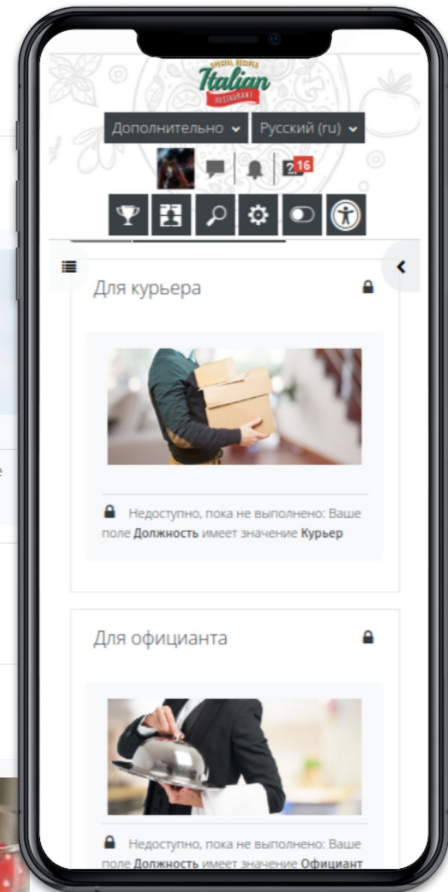 SPECIAL RECIPES
Italian
RESTAURANT
Дополнительно Русский (ru)
16
Для курьера
Недоступно, пока не выполнено: Ваше
поле Должность имеет значение Курьер
Для официанта
Недоступно, пока не выполнено: Ваше
поле Должность имеет значение Официант